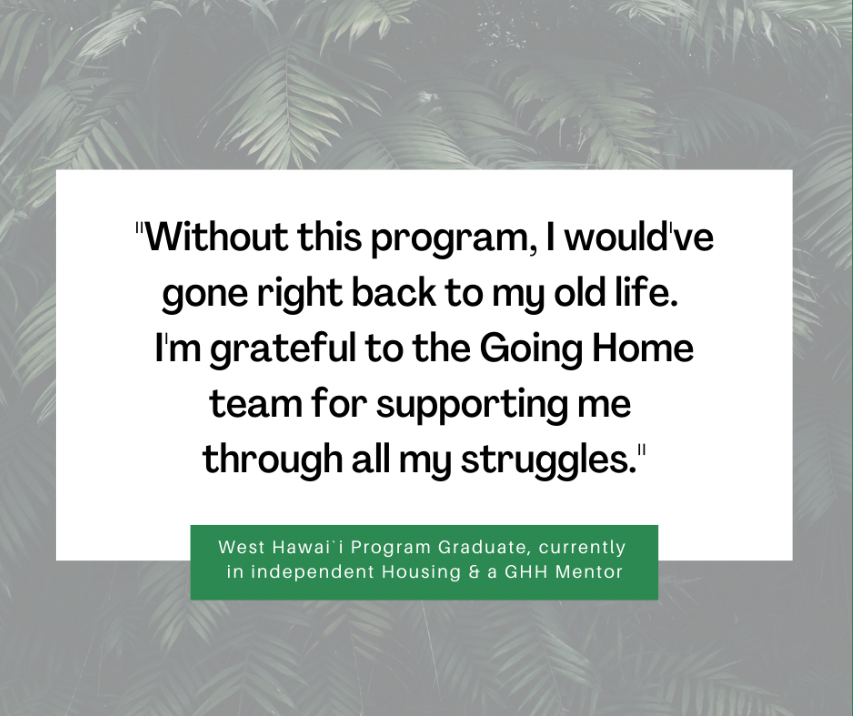 "Without this program, I would've
gone right back to my old life.
I'm grateful to the Going Home
team for supporting me
through all my struggles."
West Hawai`i Program Graduate, currently
in independent Housing & a GHH Mentor